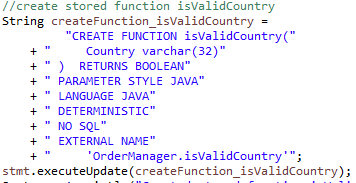 //create stored function isValidCountry
String createFunction_isValidCountry =
"CREATE FUNCTION isValidCountry("
+ " Country varchar(32)"
+ " ) RETURNS BOOLEAN"
+ " PARAMETER STYLE JAVA"
+ " LANGUAGE JAVA"
+ " DETERMINISTIC"
+ " NO SQL"
+ " EXTERNAL NAME"
+ " 'OrderManager.isValidCountry'";
stmt.executeUpdate(createFunction_isValidCountry);